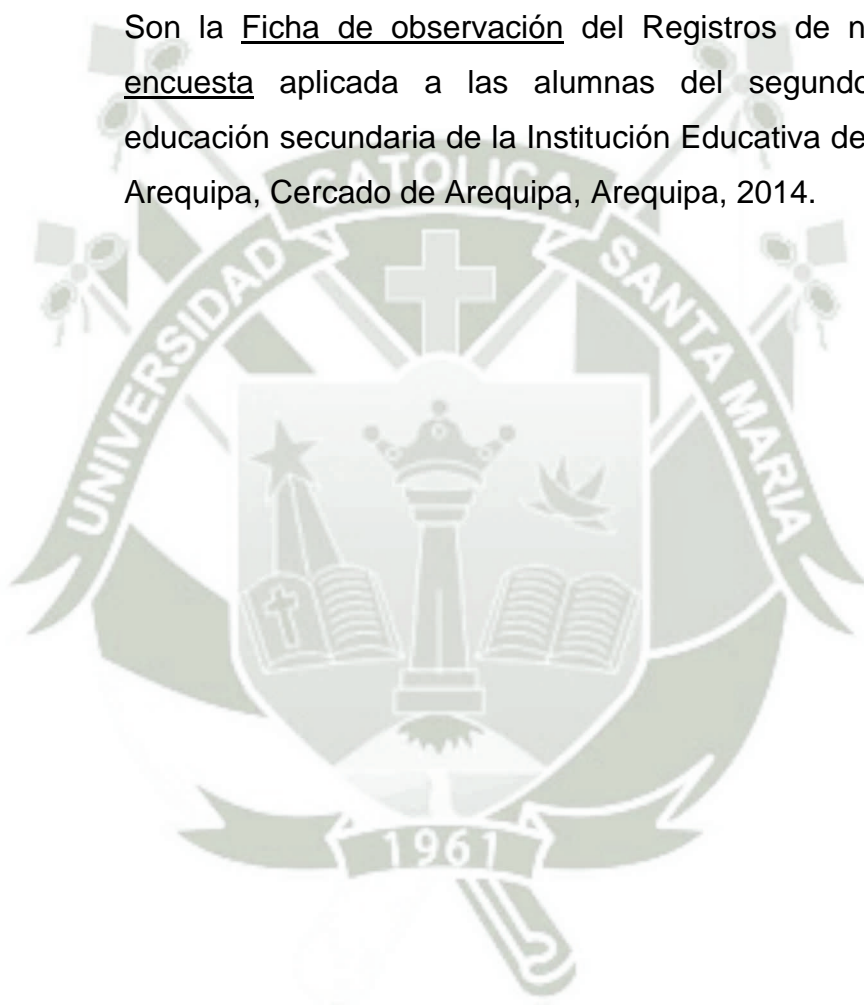 Son la Ficha de observación del Registros de
encuesta aplicada a las alumnas del segundo
educación secundaria de la Institución Educativa de
Arequipa, Cercado de Arequipa, Arequipa, 2014.
UNIVERSIDAD CATOLICA SANTA MARIA
1961